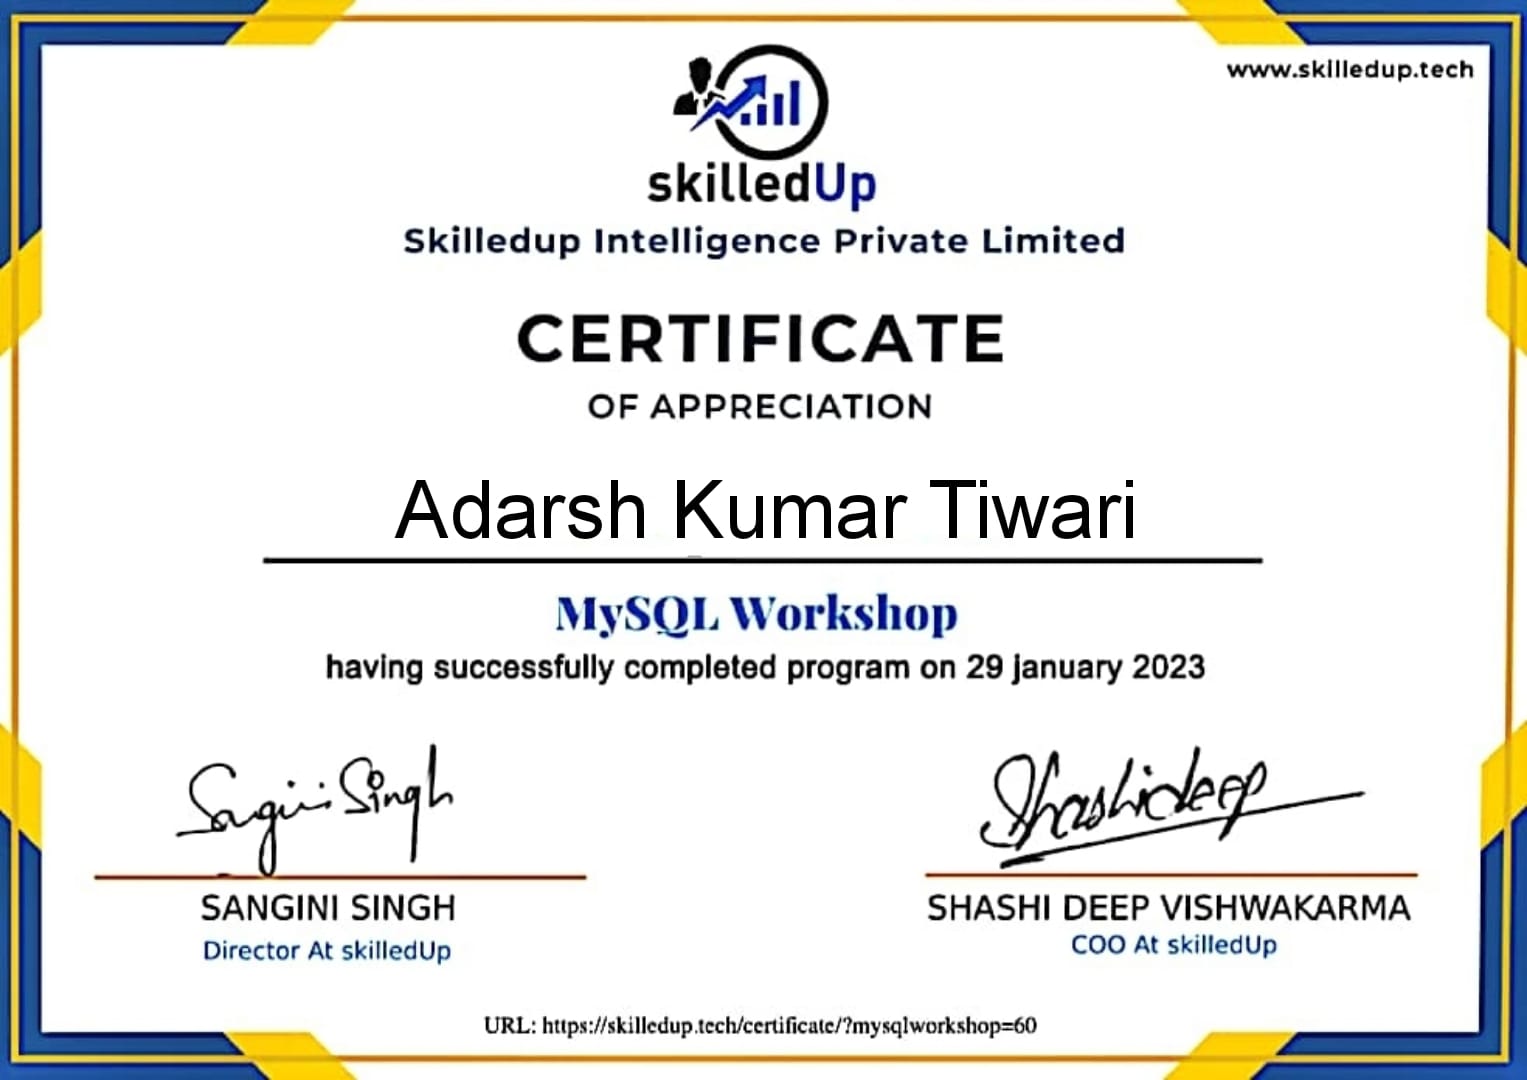 www.skilledup.tech
skilledUp
Skilledup Intelligence Private Limited
CERTIFICATE
OF APPRECIATION
Adarsh Kumar Tiwari
MySQL Workshop
having successfully completed program on 29 january 2023
Sangini Singh
Shashideep
SANGINI SINGH
SHASHI DEEP VISHWAKARMA
Director At skilledUp
COO At skilledUp
URL: https://skilledup.tech/certificate/?mysqlworkshop=60